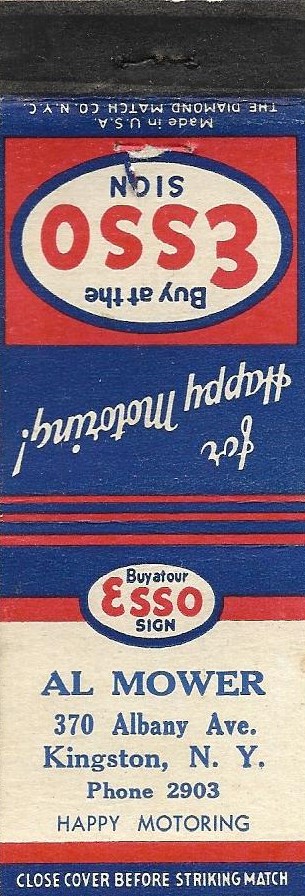 for
Happy Motoring!
Buy at the
ESSO
SIGN
THE DIAMOND MATCH CO. N.Y.C.
Made in U.S.A.
Buy at our
ESSO
SIGN
AL MOWER
370 Albany Ave.
Kingston, N. Y.
Phone 2903
HAPPY MOTORING
CLOSE COVER BEFORE STRIKING MATCH